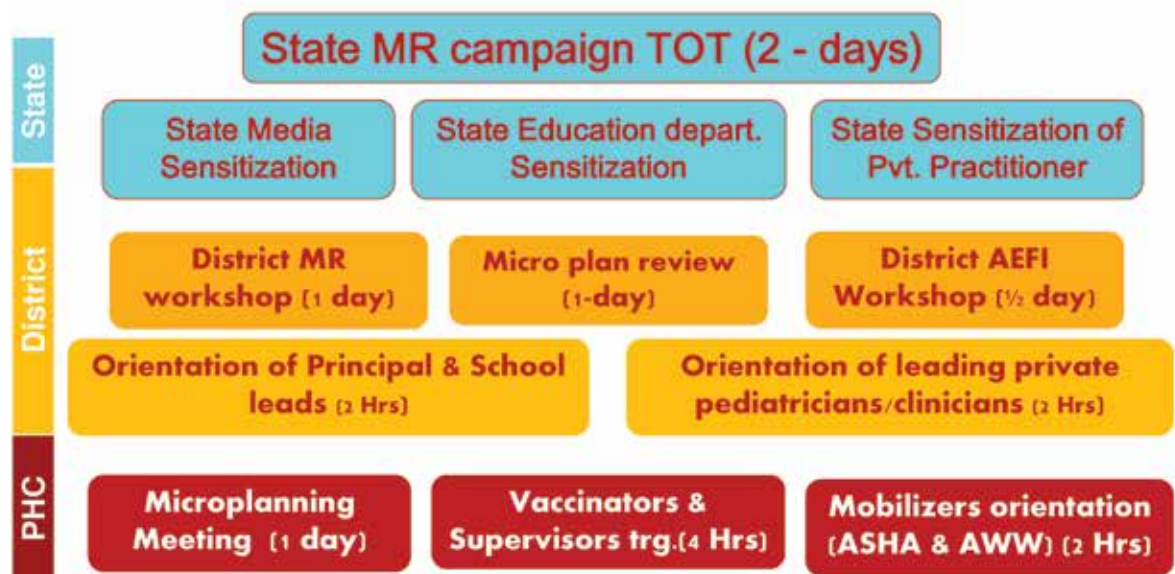 State
State MR campaign TOT (2 - days)
State Media
Sensitization
State Education depart.
Sensitization
State Sensitization of
Pvt. Practitioner
District
District MR
workshop (1 day)
Micro plan review
(1-day)
District AEFI
Workshop (½ day)
Orientation of Principal & School
leads (2 Hrs)
Orientation of leading private
pediatricians/clinicians (2 Hrs)
PHC
Microplanning
Meeting (1 day)
Vaccinators &
Supervisors trg.(4 Hrs)
Mobilizers orientation
(ASHA & AWW) (2 Hrs)